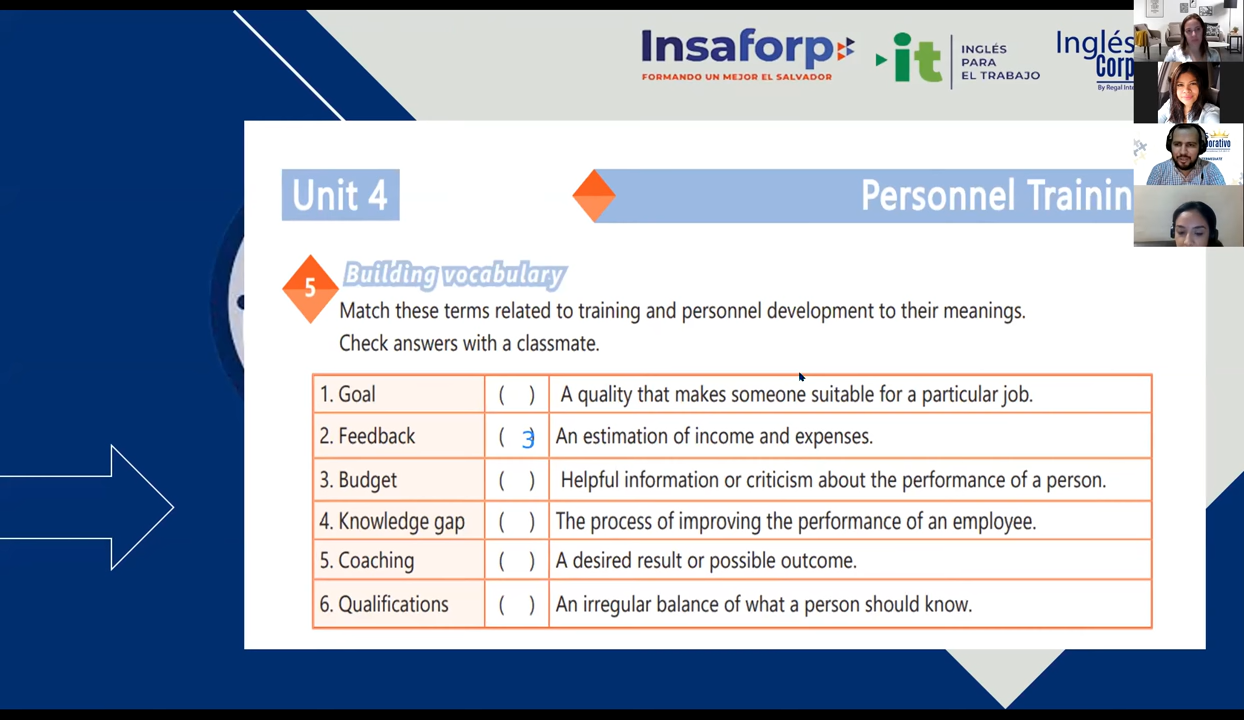 Insaforp
FORMANDO UN MEJOR EL SALVADOR
it
INGLÉS
PARA
EL TRABAJO
Inglés
Corp
By Regal Inte
orativo
Unit 4
Personnel Trainin
5 Building vocabulary
Match these terms related to training and personnel development to their meanings.
Check answers with a classmate.
1. Goal ( ) A quality that makes someone suitable for a particular job.
2. Feedback ( 3) An estimation of income and expenses.
3. Budget ( ) Helpful information or criticism about the performance of a person.
4. Knowledge gap ( ) The process of improving the performance of an employee.
5. Coaching ( ) A desired result or possible outcome.
6. Qualifications ( ) An irregular balance of what a person should know.